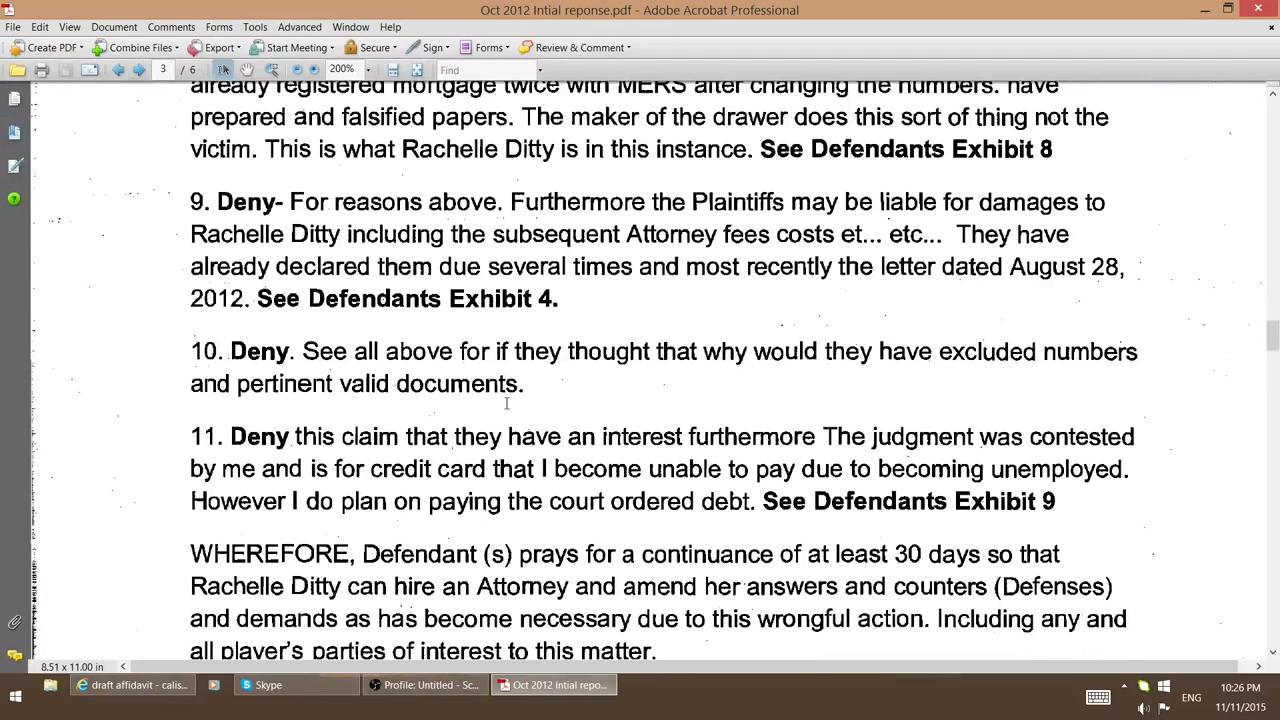 Oct 2012 Intial reponse.pdf - Adobe Acrobat Professional
File Edit View Document Comments Forms Tools Advanced Window Help
Create PDF Combine Files Export Start Meeting Secure Sign Forms Review & Comment
3 / 6 200% Find
already registered mortgage twice with MERS after changing the numbers. have
prepared and falsified papers. The maker of the drawer does this sort of thing not the
victim. This is what Rachelle Ditty is in this instance. See Defendants Exhibit 8
9. Deny- For reasons above. Furthermore the Plaintiffs may be liable for damages to
Rachelle Ditty including the subsequent Attorney fees costs et... etc... They have
already declared them due several times and most recently the letter dated August 28,
2012. See Defendants Exhibit 4.
10. Deny. See all above for if they thought that why would they have excluded numbers
and pertinent valid documents.
11. Deny this claim that they have an interest furthermore The judgment was contested
by me and is for credit card that I become unable to pay due to becoming unemployed.
However I do plan on paying the court ordered debt. See Defendants Exhibit 9
WHEREFORE, Defendant (s) prays for a continuance of at least 30 days so that
Rachelle Ditty can hire an Attorney and amend her answers and counters (Defenses)
and demands as has become necessary due to this wrongful action. Including any and
all player's parties of interest to this matter.
8.51 x 11.00 in
draft affidavit - calis... Skype Profile: Untitled - Sc... Oct 2012 Intial repo... ENG 10:26 PM
11/11/2015